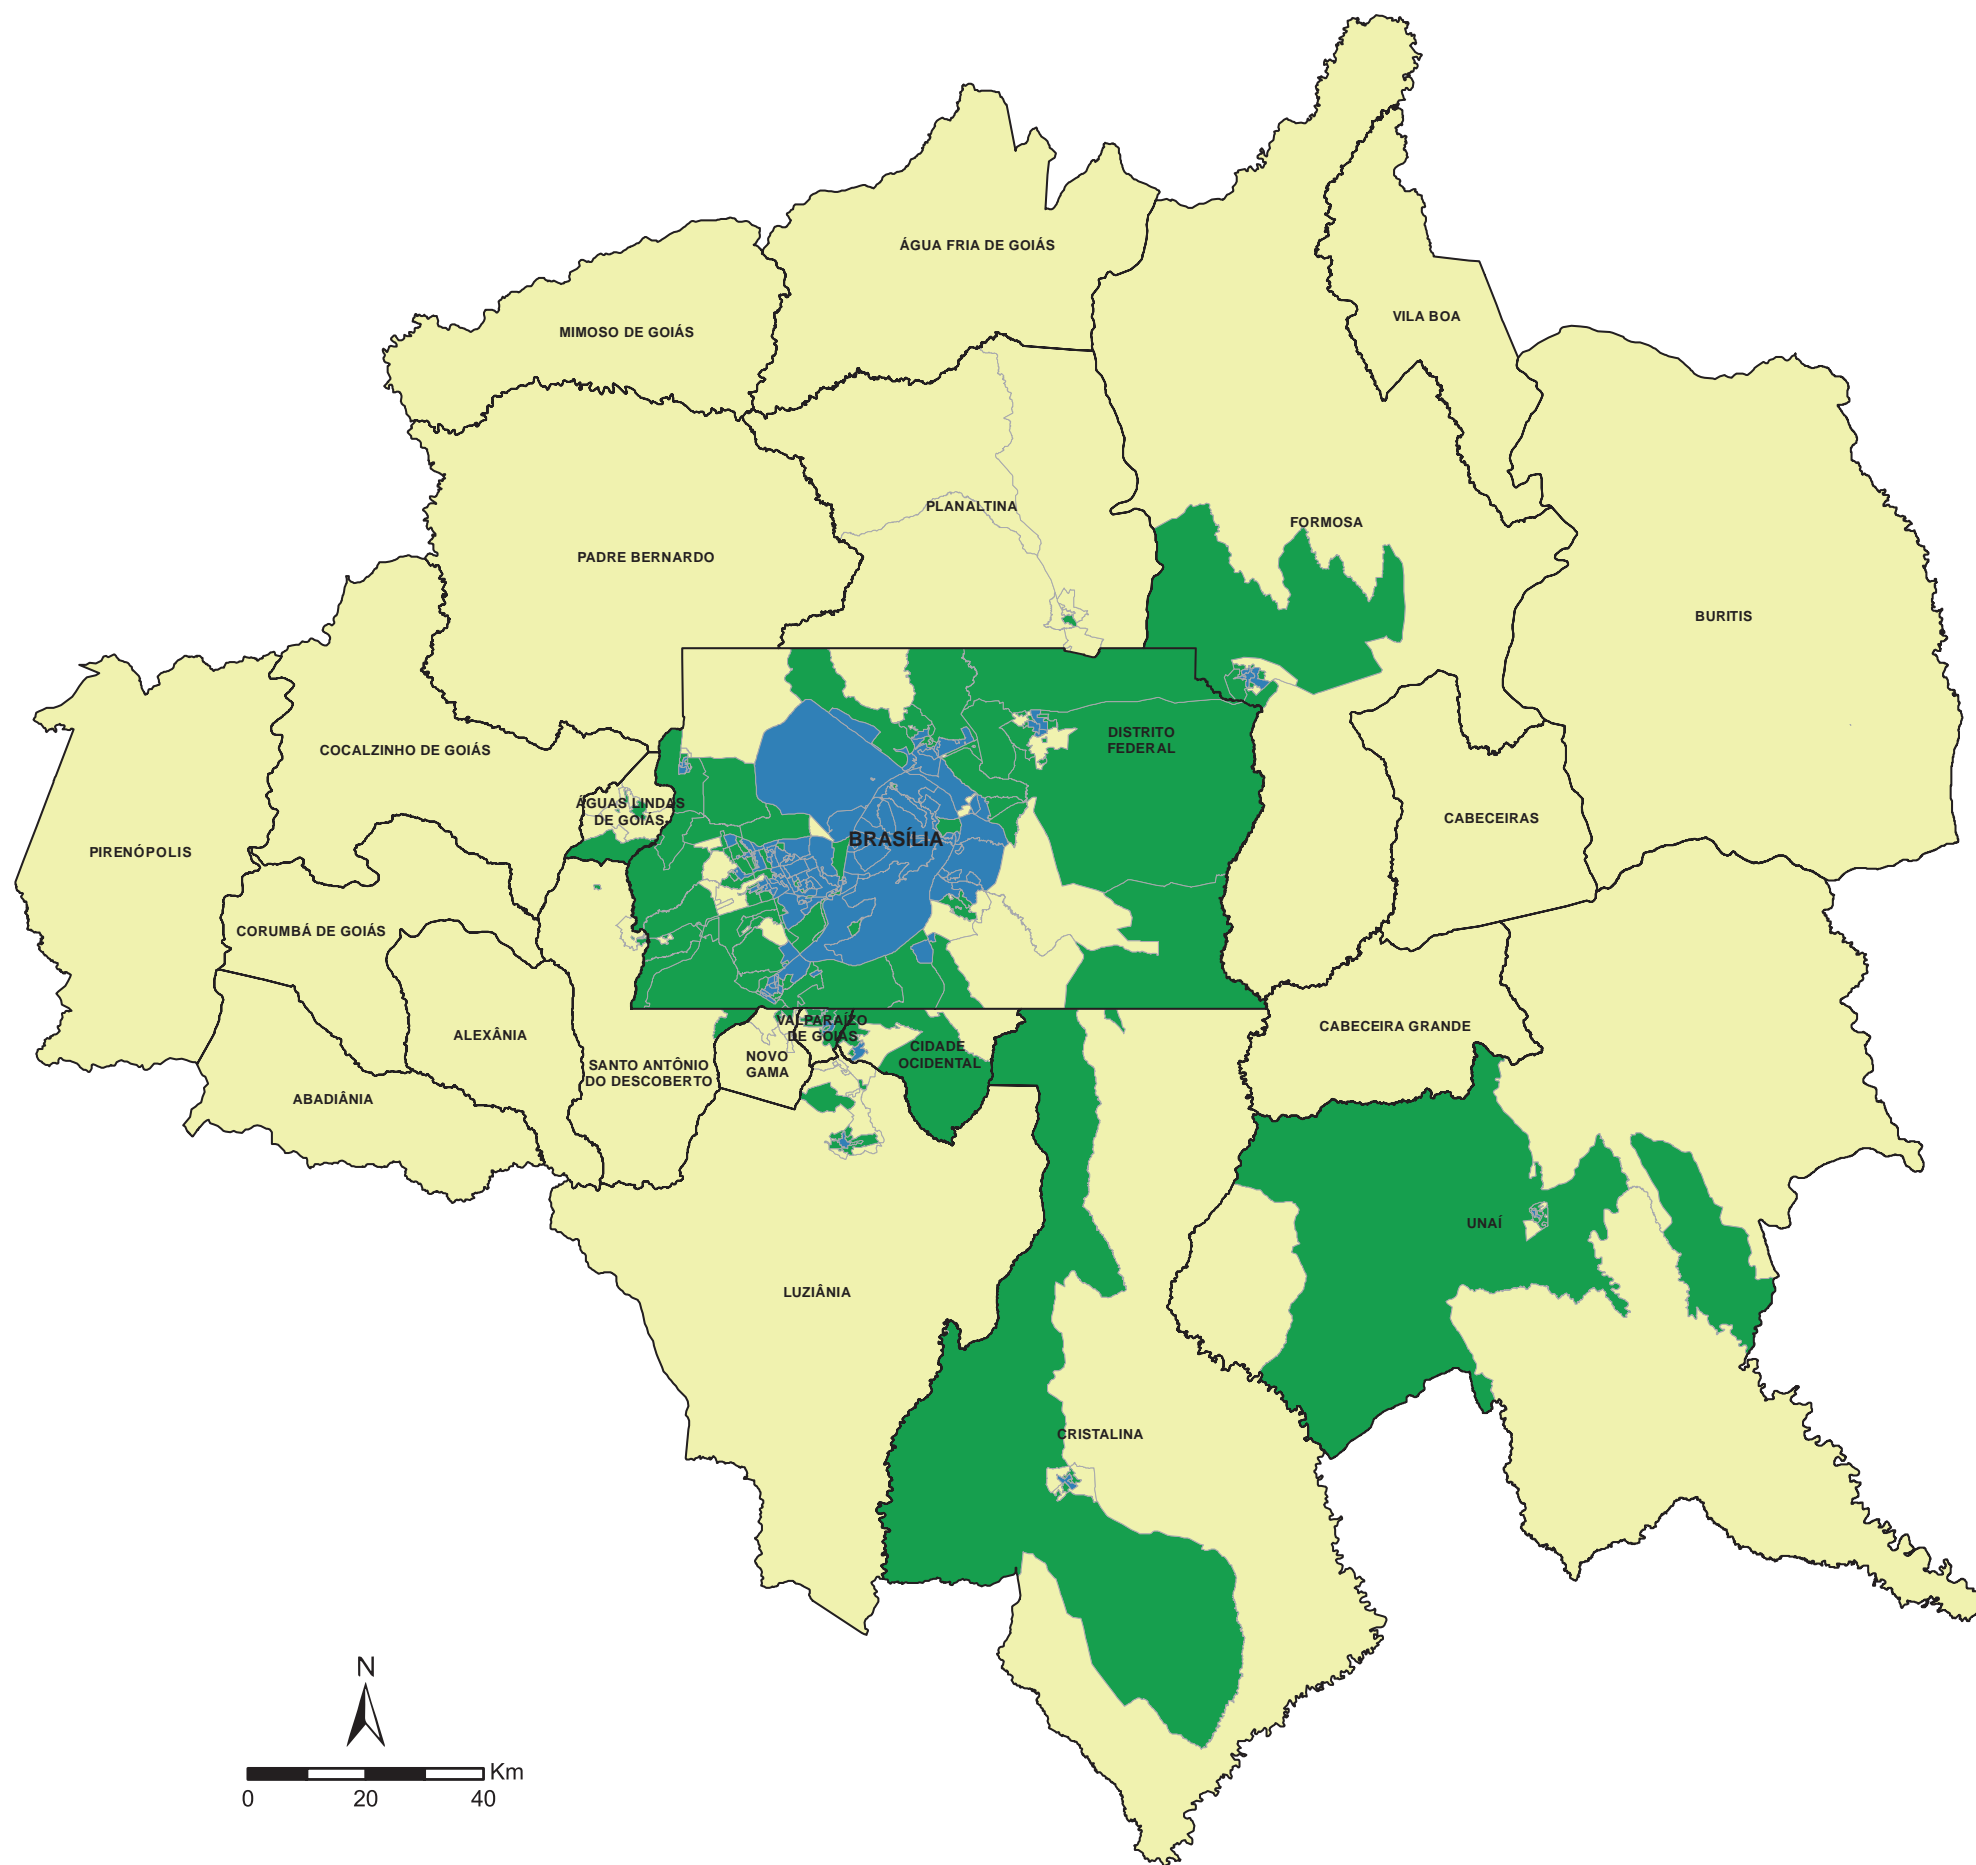 ÁGUA FRIA DE GOIÁS
VILA BOA
MIMOSO DE GOIÁS
PLANALTINA
FORMOSA
PADRE BERNARDO
BURITIS
DISTRITO
FEDERAL
COCALZINHO DE GOIÁS
ÁGUAS LINDAS
DE GOIÁS
CABECEIRAS
BRASÍLIA
PIRENÓPOLIS
CORUMBÁ DE GOIÁS
VALPARAÍZO
DE GOIÁS
CABECEIRA GRANDE
ALEXÂNIA
CIDADE
OCIDENTAL
NOVO
GAMA
SANTO ANTÔNIO
DO DESCOBERTO
ABADIÂNIA
UNAÍ
LUZIÂNIA
CRISTALINA
N
Km
0 20 40